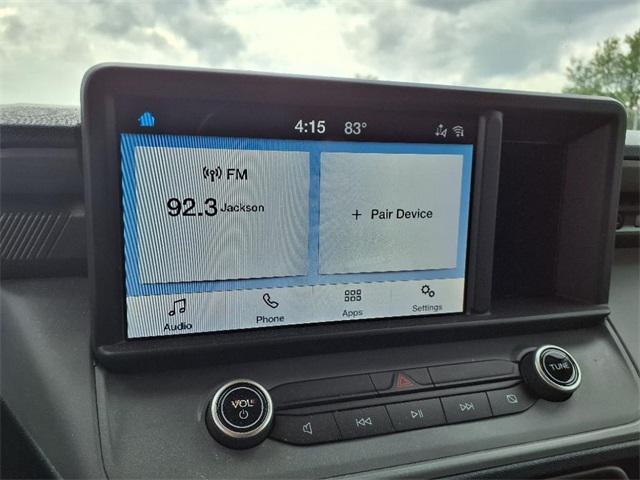 4:15 83°
FM
92.3 Jackson
+ Pair Device
Audio Phone Apps Settings
VOL
TUNE